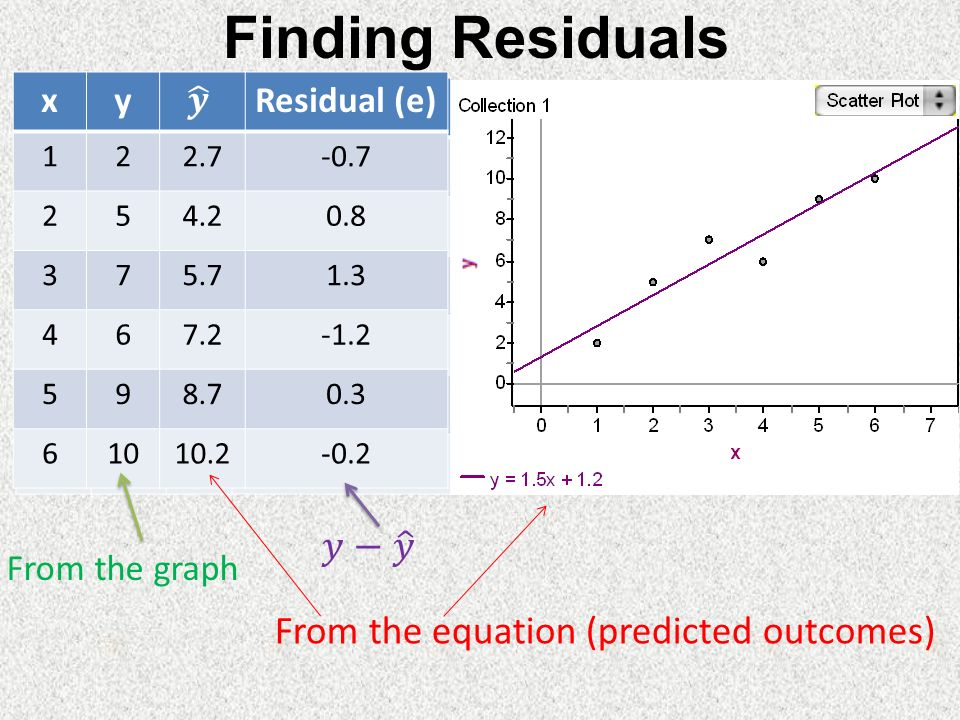 Finding Residuals
x y ŷ Residual (e)
1 2 2.7 -0.7
2 5 4.2 0.8
3 7 5.7 1.3
4 6 7.2 -1.2
5 9 8.7 0.3
6 10 10.2 -0.2
Collection 1 Scatter Plot
12
10
8
6
4
2
0
y
0 1 2 3 4 5 6 7
x
y = 1.5x + 1.2
y − ŷ
From the graph
From the equation (predicted outcomes)